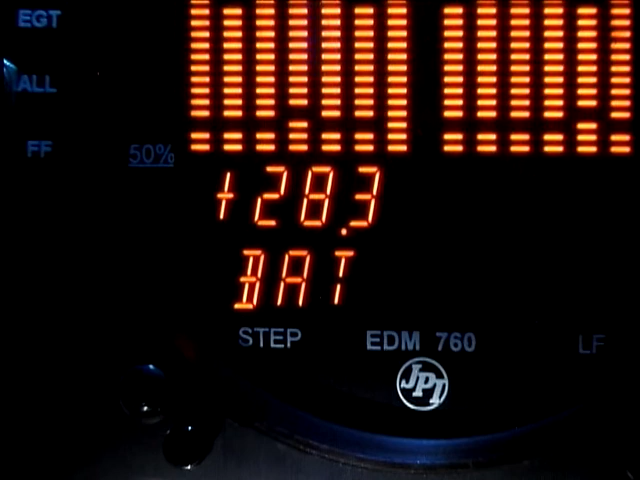 EGT
ALL
FF
50%
+28.3
BAT
STEP
EDM 760
LF
JPI